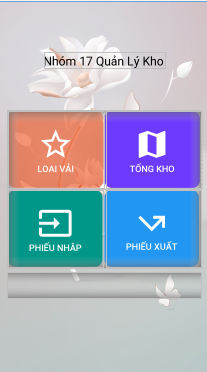 Nhóm 17 Quản Lý Kho
LOẠI VẢI
TỔNG KHO
PHIẾU NHẬP
PHIẾU XUẤT